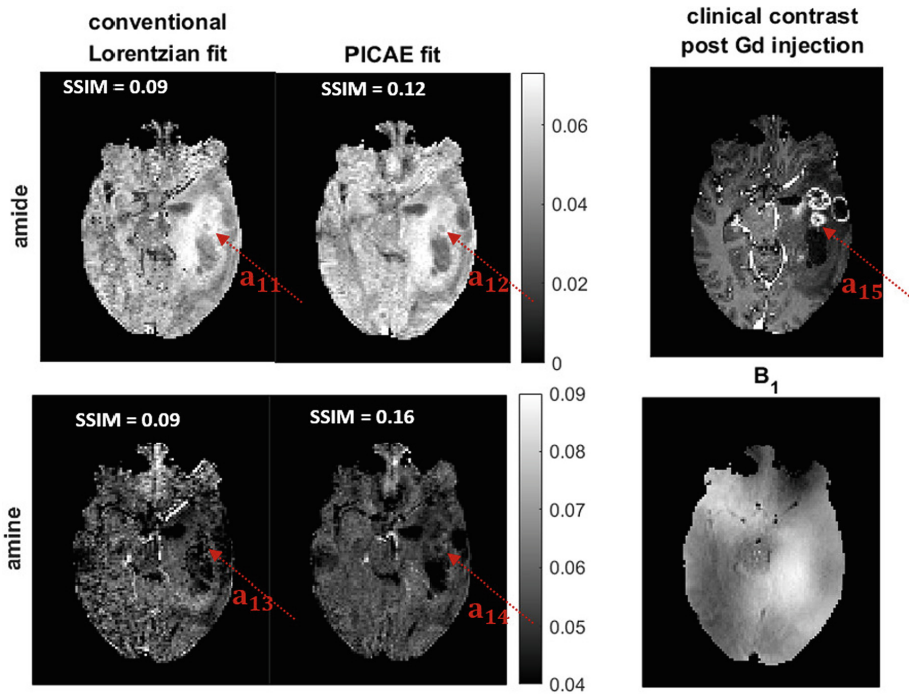 conventional
Lorentzian fit
PICAE fit
clinical contrast
post Gd injection
SSIM = 0.09
SSIM = 0.12
amide
a11
a12
a15
0.06
0.04
0.02
0
B1
SSIM = 0.09
SSIM = 0.16
amine
a13
a14
0.09
0.08
0.07
0.06
0.05
0.04